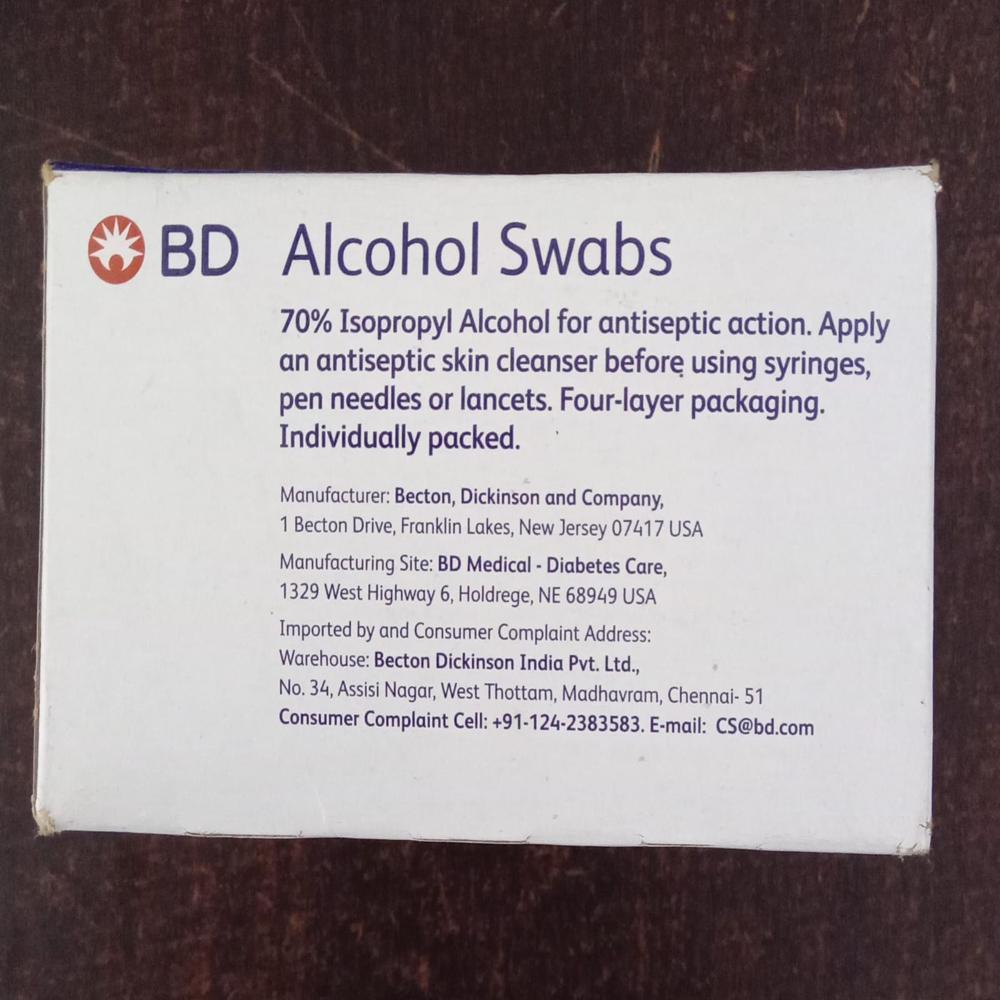 BD Alcohol Swabs
70% Isopropyl Alcohol for antiseptic action. Apply
an antiseptic skin cleanser before using syringes,
pen needles or lancets. Four-layer packaging.
Individually packed.
Manufacturer: Becton, Dickinson and Company,
1 Becton Drive, Franklin Lakes, New Jersey 07417 USA
Manufacturing Site: BD Medical - Diabetes Care,
1329 West Highway 6, Holdrege, NE 68949 USA
Imported by and Consumer Complaint Address:
Warehouse: Becton Dickinson India Pvt. Ltd.,
No. 34, Assisi Nagar, West Thottam, Madhavram, Chennai- 51
Consumer Complaint Cell: +91-124-2383583. E-mail: CS@bd.com